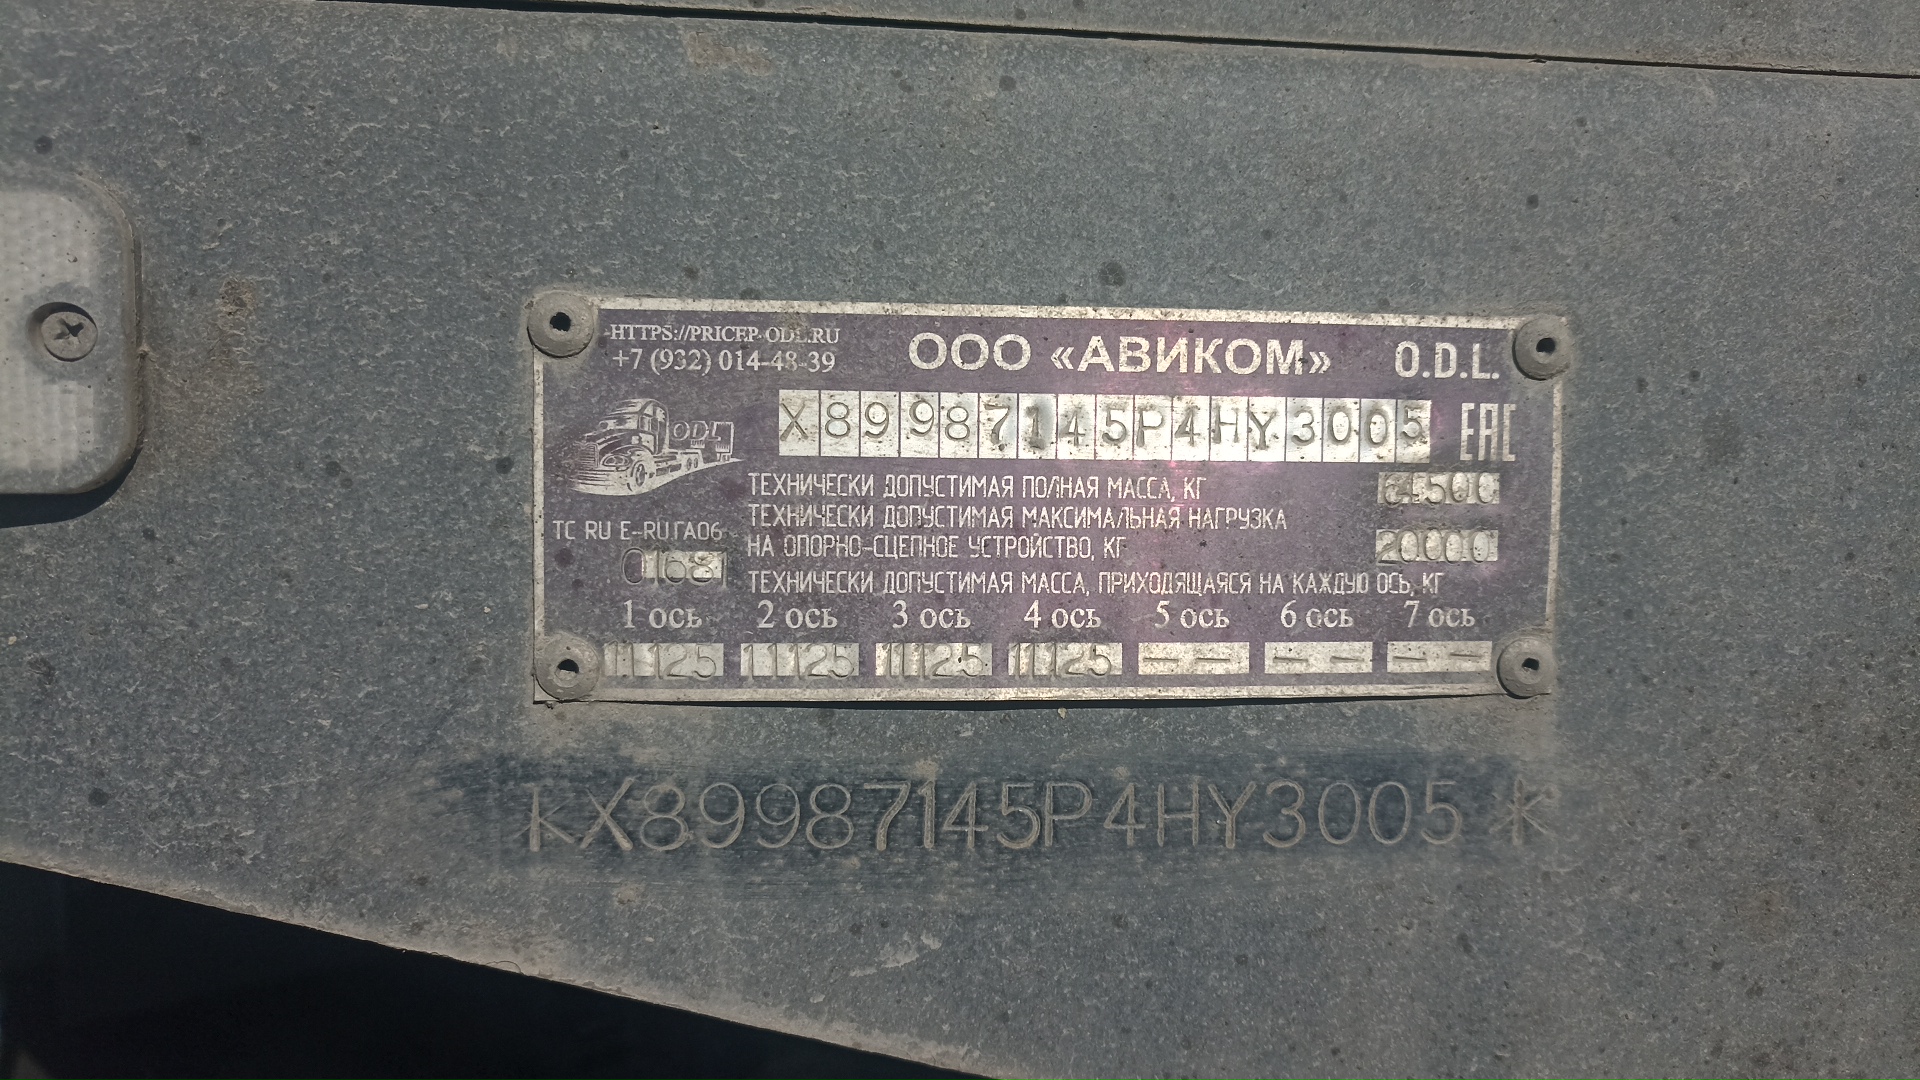 HTTPS://PRICEP-ODL.RU
+7 (932) 014-48-39
ООО «АВИКОМ» O.D.L.
ODL
X89987145P4HY3005 EAC
ТЕХНИЧЕСКИ ДОПУСТИМАЯ ПОЛНАЯ МАССА, КГ 64500
ТЕХНИЧЕСКИ ДОПУСТИМАЯ МАКСИМАЛЬНАЯ НАГРУЗКА
НА ОПОРНО-СЦЕПНОЕ УСТРОЙСТВО, КГ 20000
ТС RU E-RU.ГА06
01681
ТЕХНИЧЕСКИ ДОПУСТИМАЯ МАССА, ПРИХОДЯЩАЯСЯ НА КАЖДУЮ ОСЬ, КГ
1 ось 2 ось 3 ось 4 ось 5 ось 6 ось 7 ось
11125 11125 11125 11125 — — — — — —
*X89987145P4HY3005*